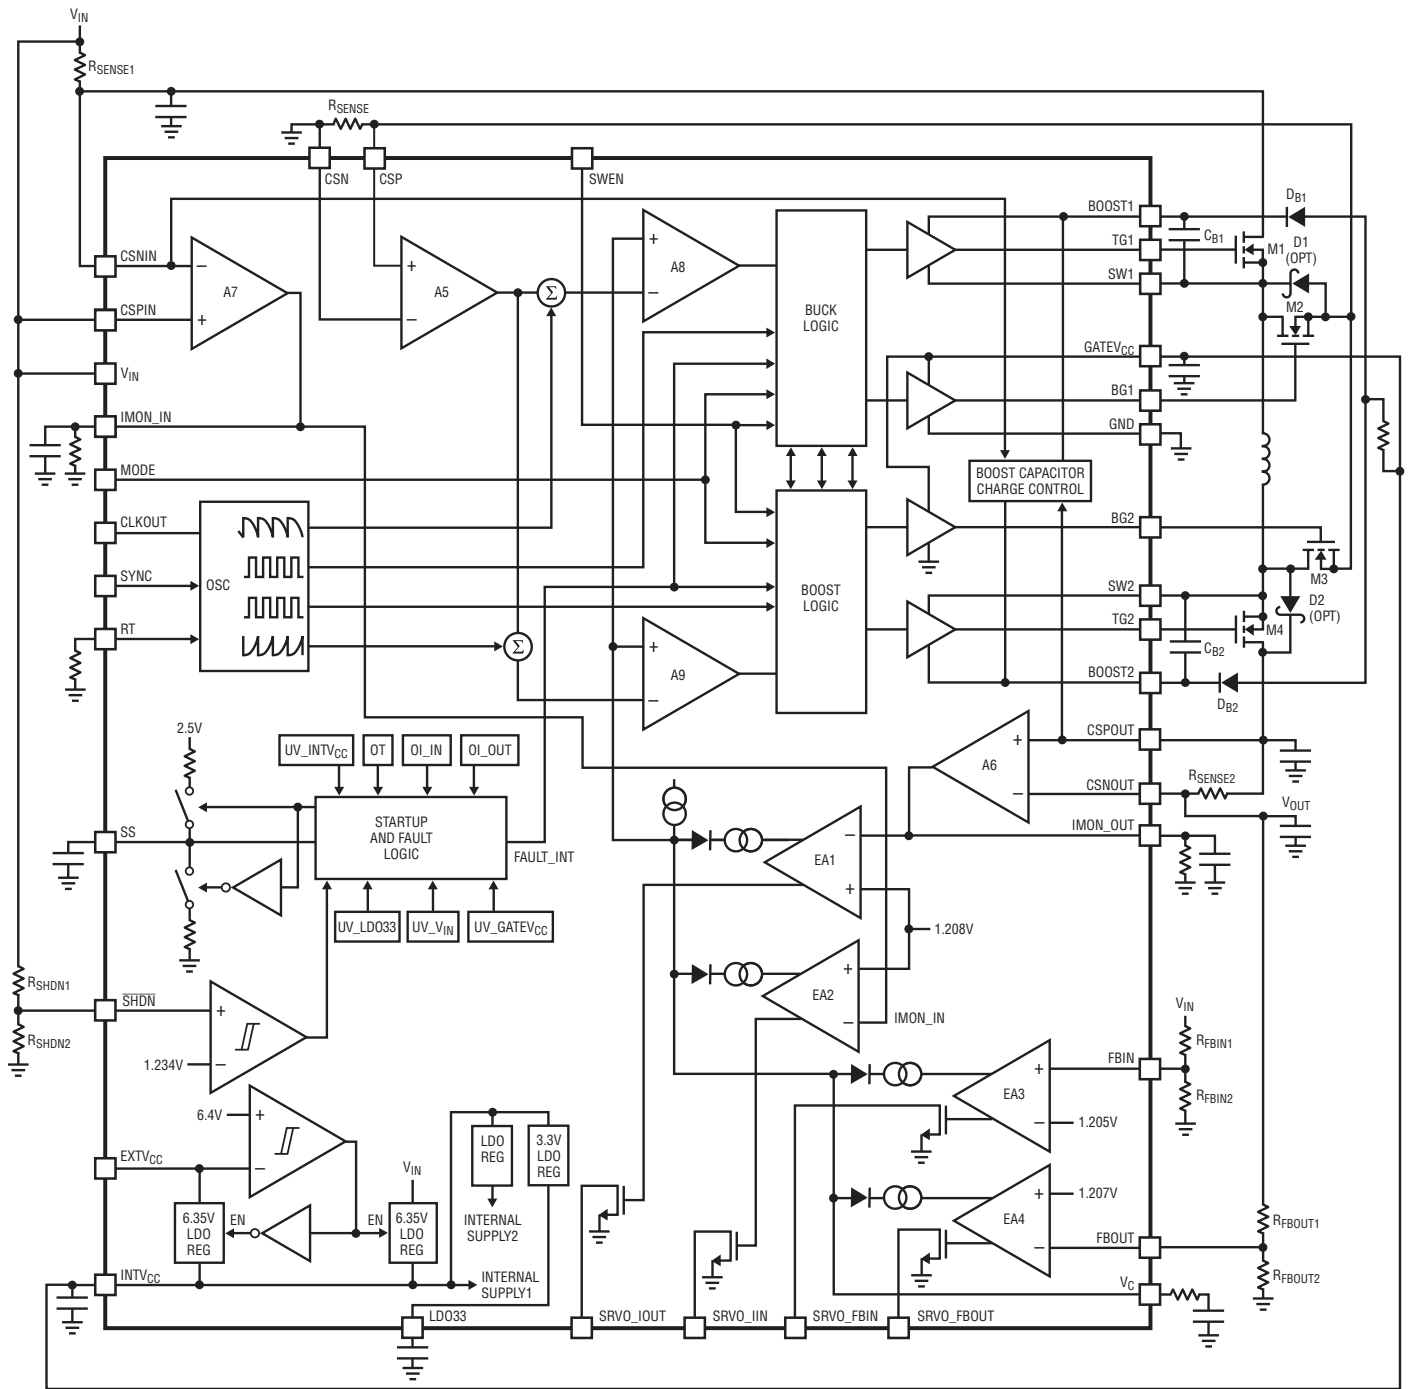 VIN
RSENSE1
RSENSE
CSN
CSP
SWEN
BOOST1
DB1
CSNIN
A7
A5
Σ
+
−
A8
BUCK
LOGIC
TG1
CB1
M1
D1
(OPT)
SW1
CSPIN
M2
VIN
GATEVCC
IMON_IN
BG1
GND
MODE
BOOST CAPACITOR
CHARGE CONTROL
CLKOUT
BG2
SYNC
OSC
M3
RT
Σ
+
−
A9
BOOST
LOGIC
SW2
D2
(OPT)
TG2
M4
CB2
BOOST2
DB2
2.5V
UV_INTVCC
OT
OI_IN
OI_OUT
CSPOUT
A6
CSNOUT
RSENSE2
VOUT
SS
STARTUP
AND FAULT
LOGIC
FAULT_INT
IMON_OUT
EA1
UV_LDO33
UV_VIN
UV_GATEVCC
1.208V
EA2
IMON_IN
RSHDN1
SHDN
RSHDN2
1.234V
VIN
RFBIN1
FBIN
RFBIN2
EA3
1.205V
6.4V
EXTVCC
VIN
LDO
REG
3.3V
LDO
REG
6.35V
LDO
REG
EN
EN
6.35V
LDO
REG
INTERNAL
SUPPLY2
1.207V
EA4
FBOUT
RFBOUT1
RFBOUT2
INTVCC
INTERNAL
SUPPLY1
VC
LDO33
SRVO_IOUT
SRVO_IIN
SRVO_FBIN
SRVO_FBOUT